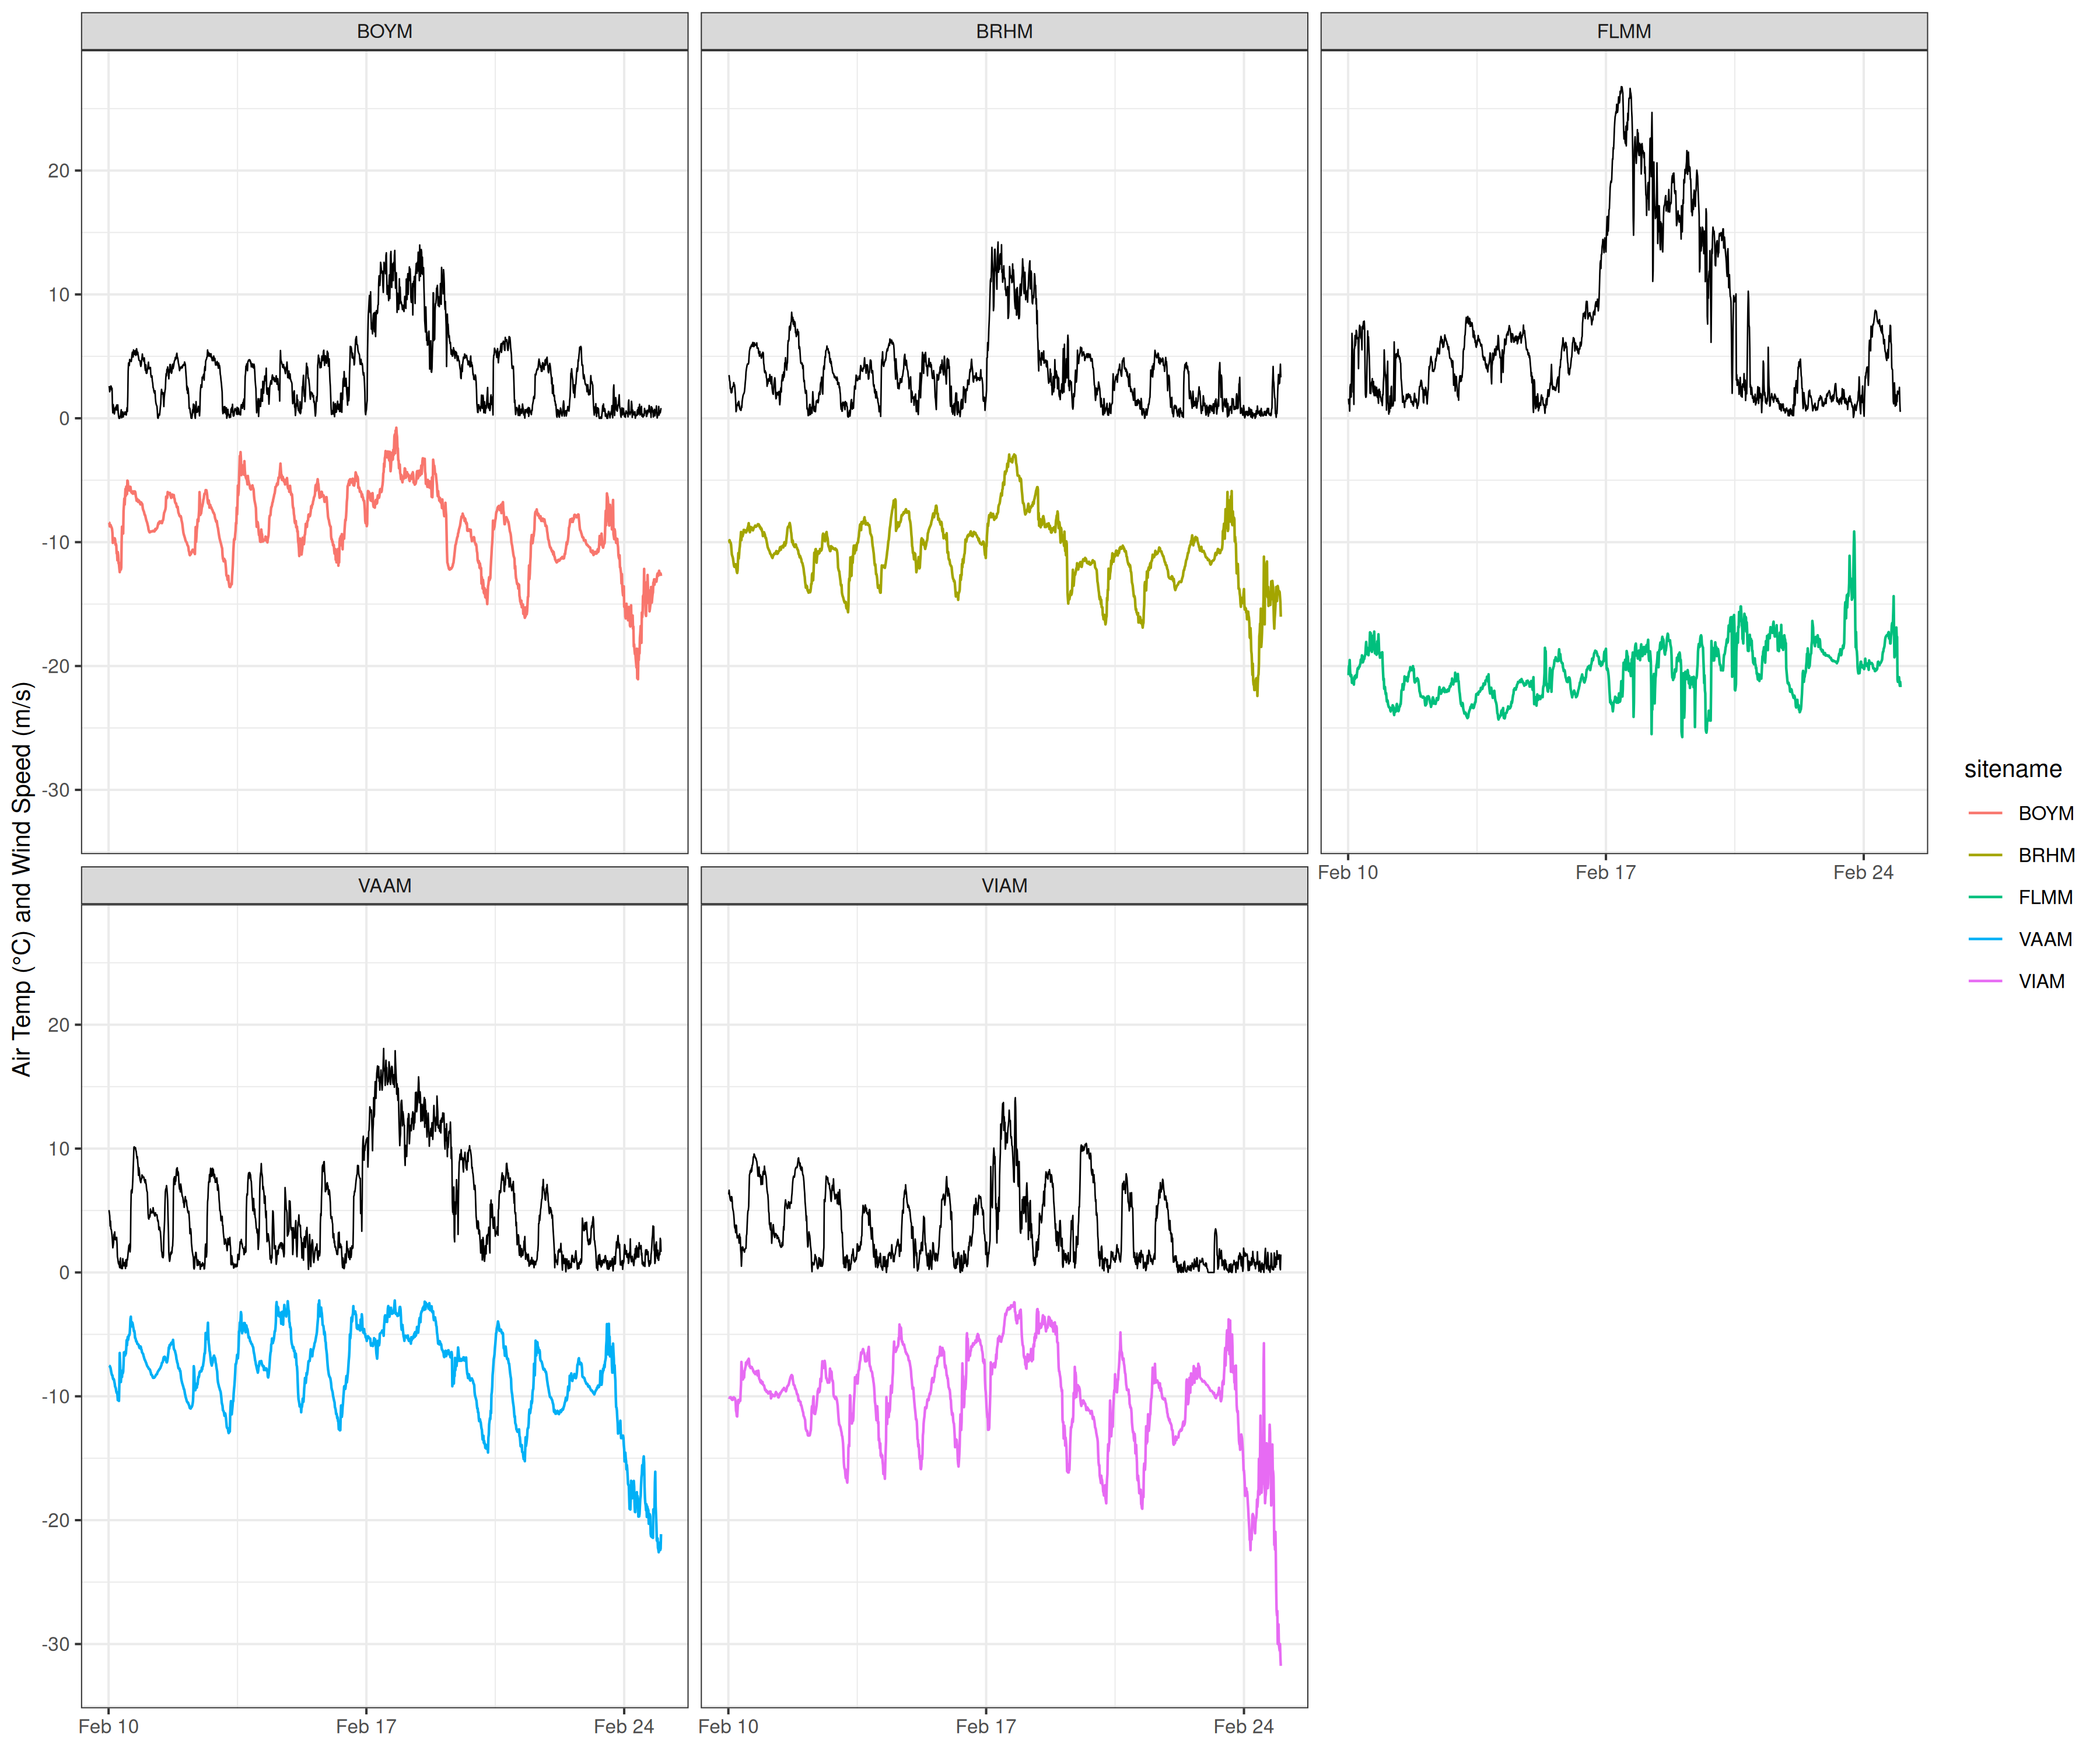 BOYM
BRHM
FLMM
20
10
0
-10
-20
-30
Feb 10
Feb 17
Feb 24
VAAM
VIAM
20
10
0
-10
-20
-30
Feb 10
Feb 17
Feb 24
Feb 10
Feb 17
Feb 24
Air Temp (°C) and Wind Speed (m/s)
sitename
BOYM
BRHM
FLMM
VAAM
VIAM